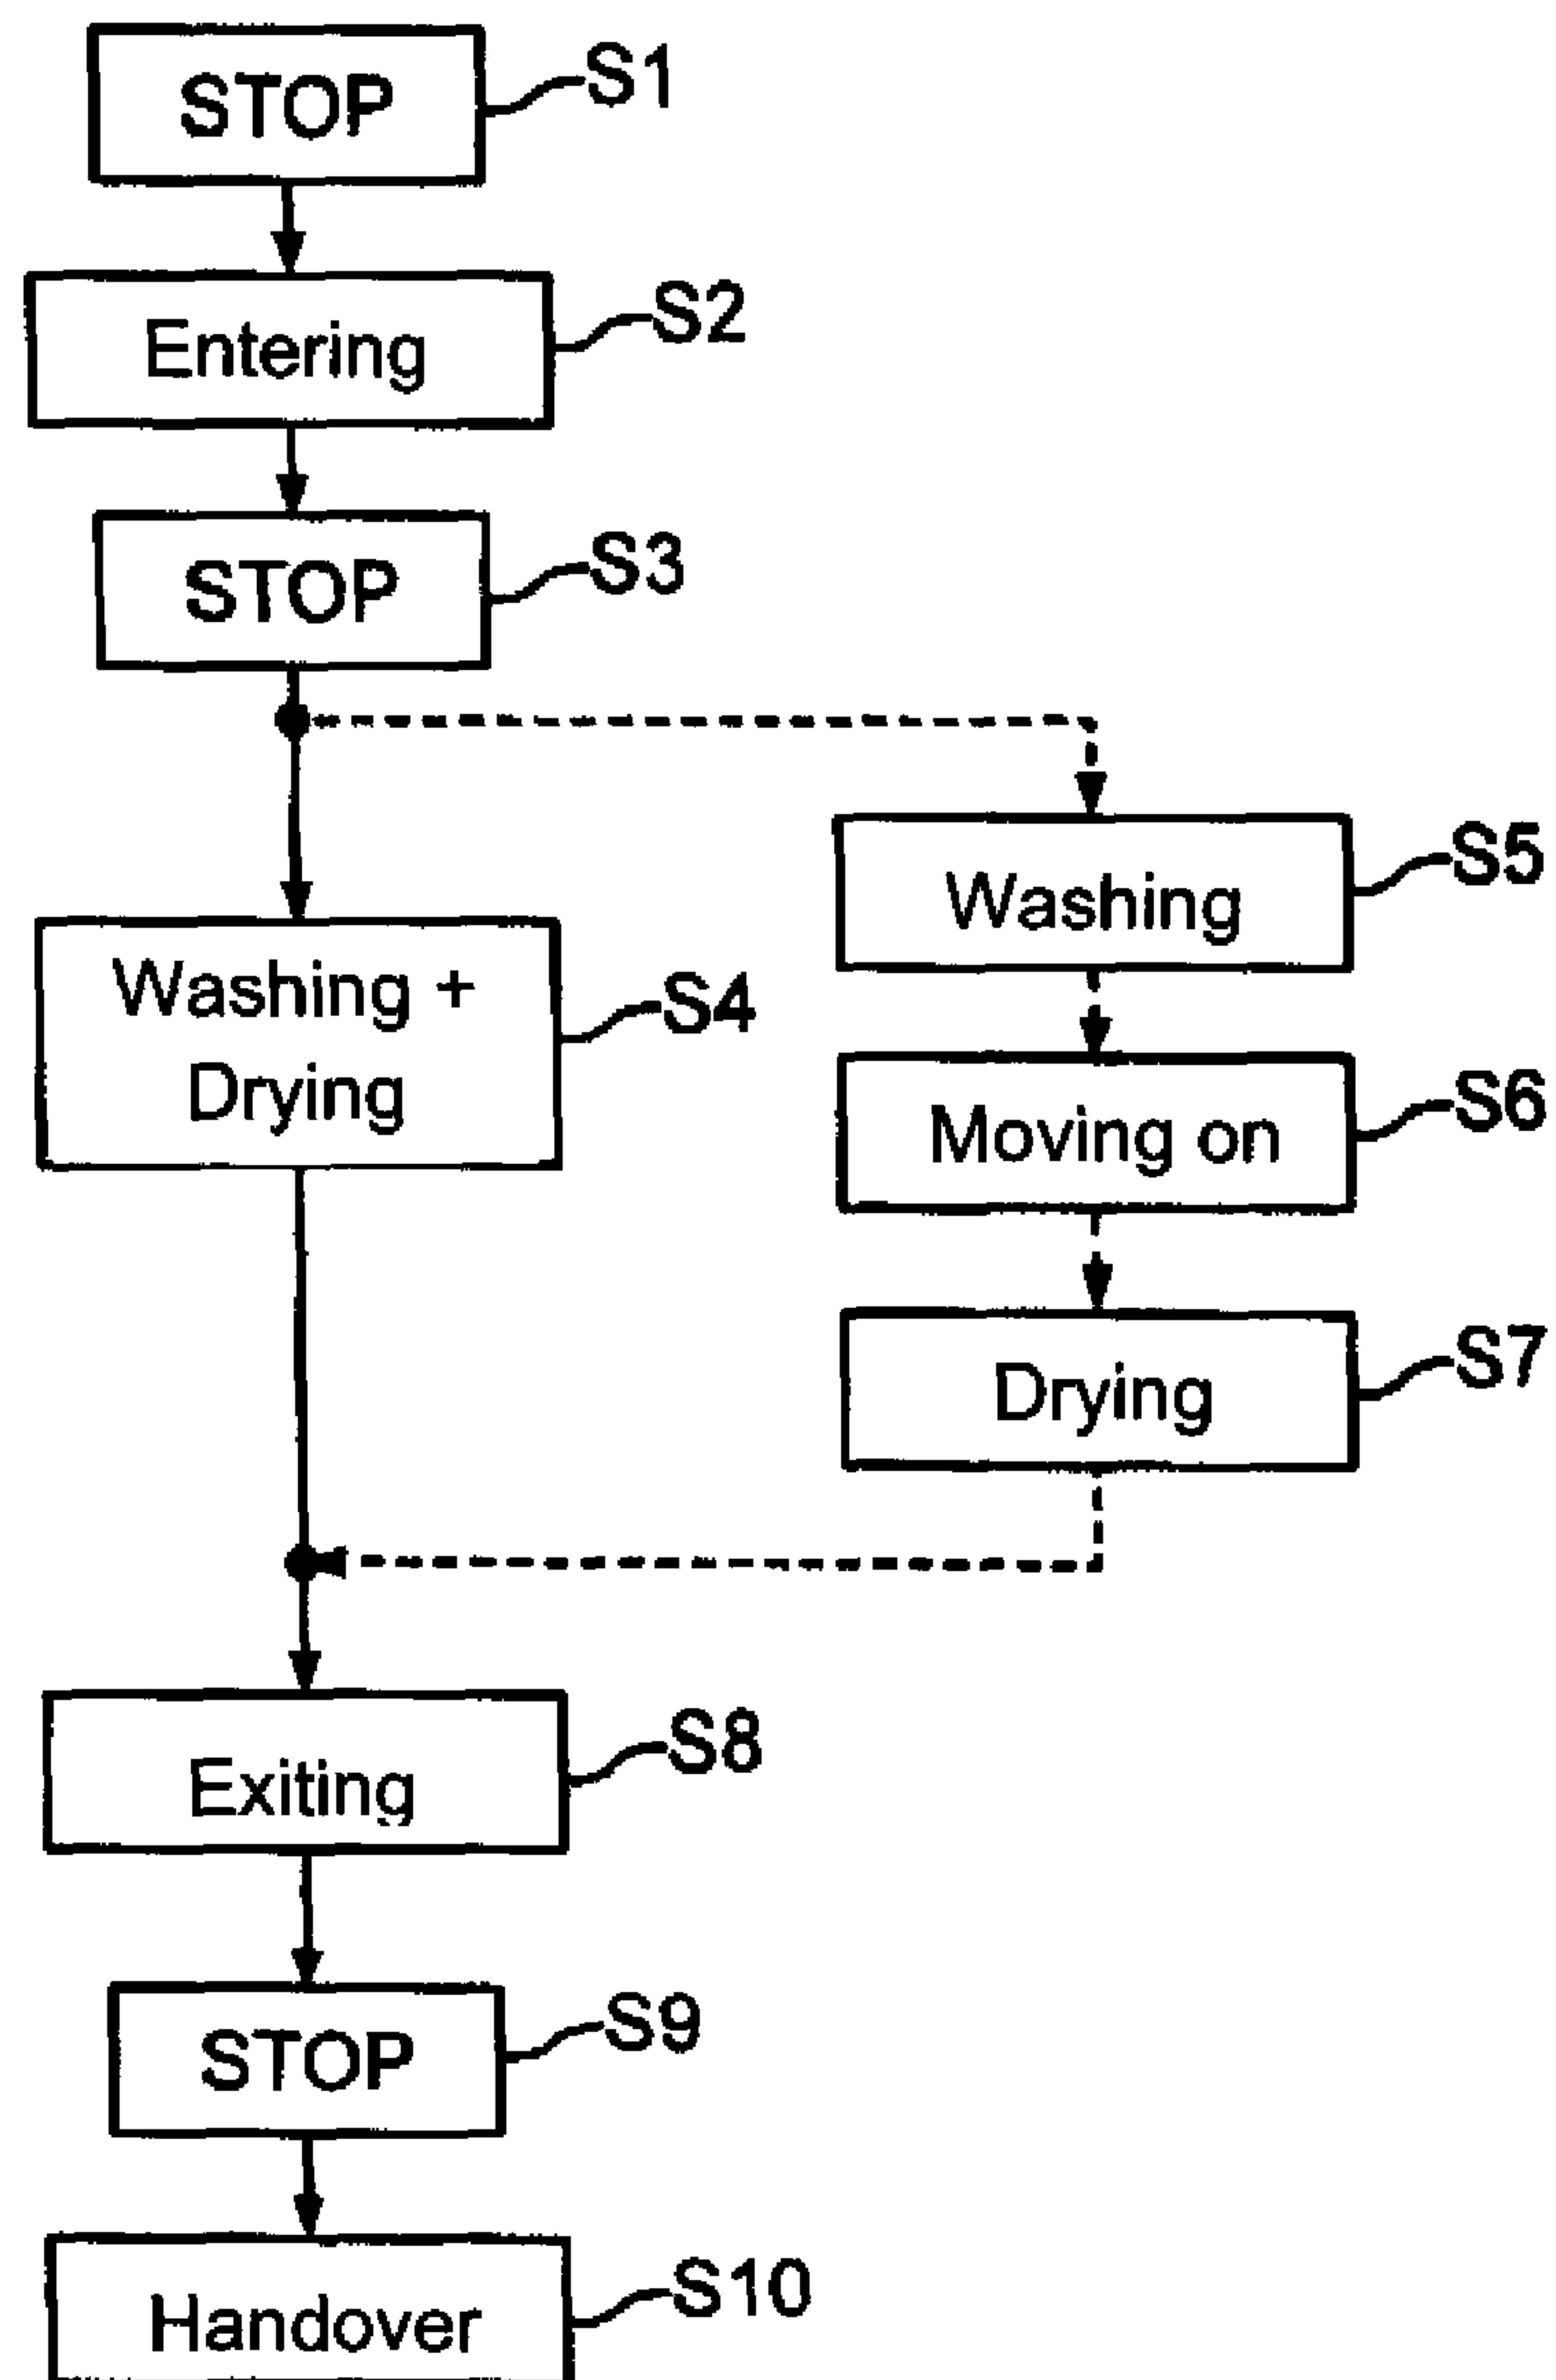 STOP
S1
Entering
S2
STOP
S3
Washing
S5
Washing +
Drying
S4
Moving on
S6
Drying
S7
Exiting
S8
STOP
S9
Handover
S10